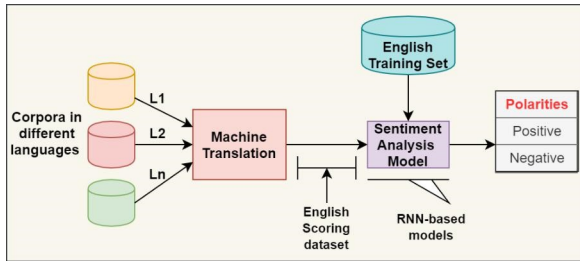 English
Training Set
L1
L2
Ln
Corpora in
different
languages
Machine
Translation
Sentiment
Analysis
Model
Polarities
Positive
Negative
English
Scoring
dataset
RNN-based
models